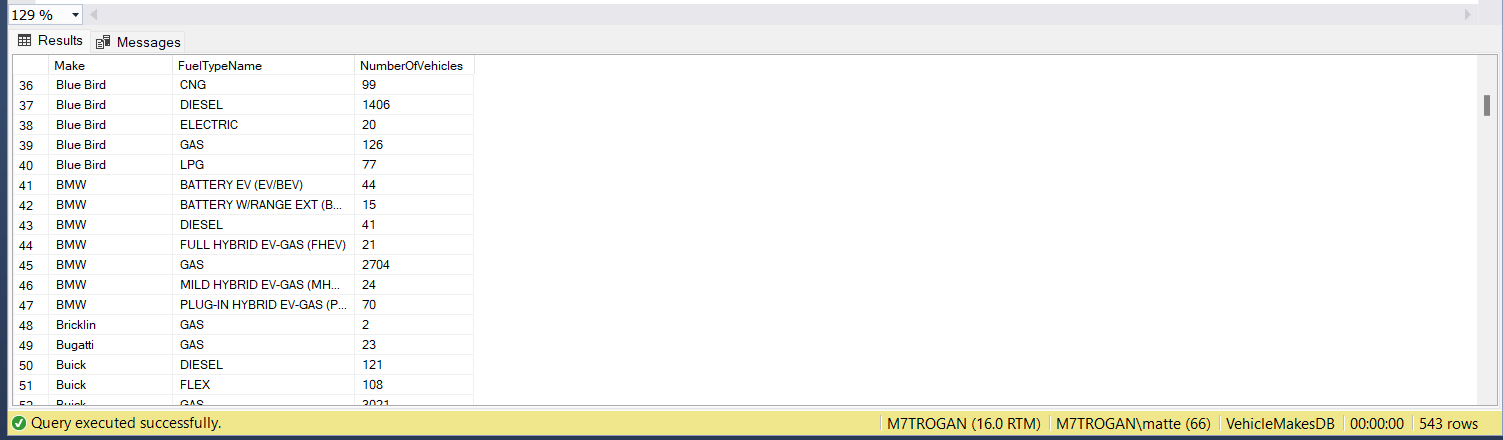 129 %
Results Messages
Make FuelTypeName NumberOfVehicles
36 Blue Bird CNG 99
37 Blue Bird DIESEL 1406
38 Blue Bird ELECTRIC 20
39 Blue Bird GAS 126
40 Blue Bird LPG 77
41 BMW BATTERY EV (EV/BEV) 44
42 BMW BATTERY W/RANGE EXT (B... 15
43 BMW DIESEL 41
44 BMW FULL HYBRID EV-GAS (FHEV) 21
45 BMW GAS 2704
46 BMW MILD HYBRID EV-GAS (MH... 24
47 BMW PLUG-IN HYBRID EV-GAS (P... 70
48 Bricklin GAS 2
49 Bugatti GAS 23
50 Buick DIESEL 121
51 Buick FLEX 108
52 Buick GAS 3021
Query executed successfully. M7TROGAN (16.0 RTM) M7TROGAN\matte (66) VehicleMakesDB 00:00:00 543 rows